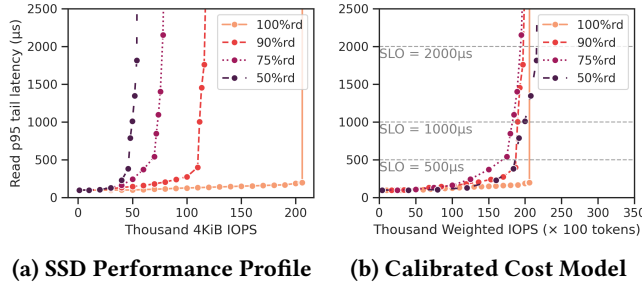 Read p95 tail latency (μs)
2500
2000
1500
1000
500
0
0
50
100
150
200
Thousand 4KiB IOPS
100%rd
90%rd
75%rd
50%rd
(a) SSD Performance Profile
2500
2000
1500
1000
500
0
0
50
100
150
200
250
300
350
Thousand Weighted IOPS (× 100 tokens)
SLO = 2000μs
SLO = 1000μs
SLO = 500μs
100%rd
90%rd
75%rd
50%rd
(b) Calibrated Cost Model